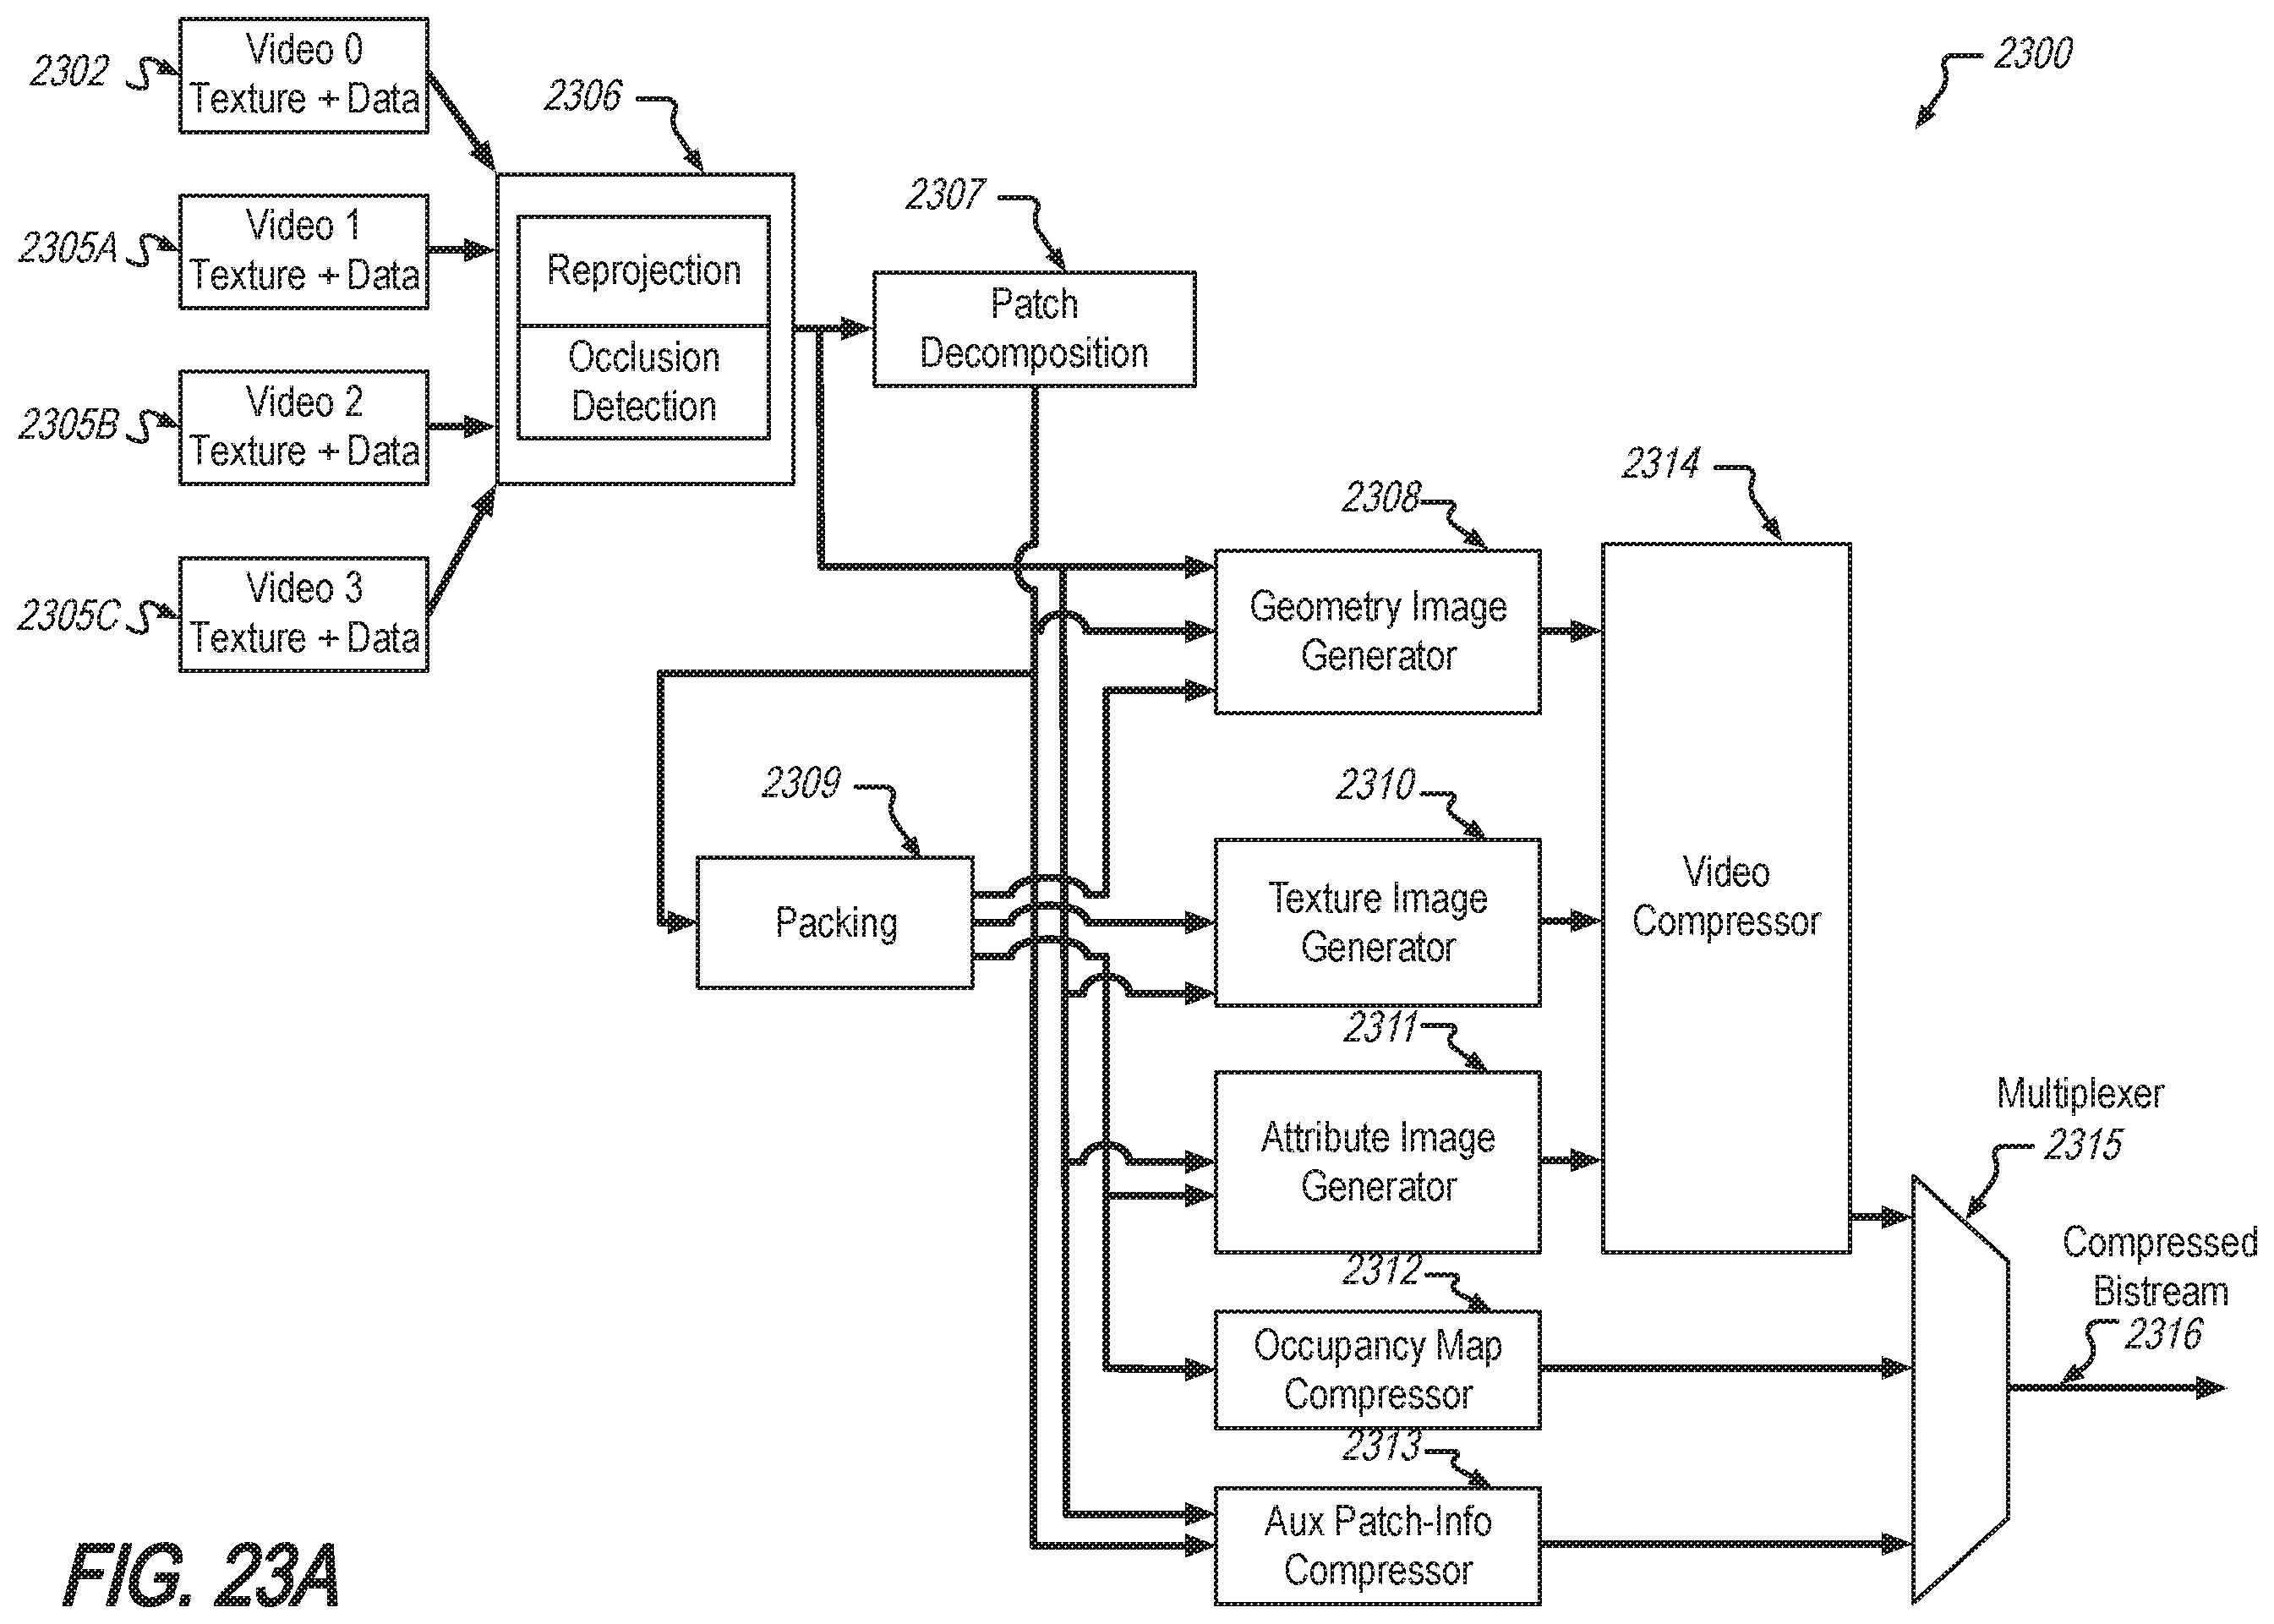 2302
Video 0
Texture + Data
2300
2306
2307
2305A
Video 1
Texture + Data
Reprojection
Patch
Decomposition
Occlusion
Detection
2305B
Video 2
Texture + Data
2314
2308
2305C
Video 3
Texture + Data
Geometry Image
Generator
2309
2310
Packing
Texture Image
Generator
Video
Compressor
2311
Attribute Image
Generator
Multiplexer
2315
2312
Compressed
Bistream
2316
Occupancy Map
Compressor
2313
Aux Patch-Info
Compressor
FIG. 23A